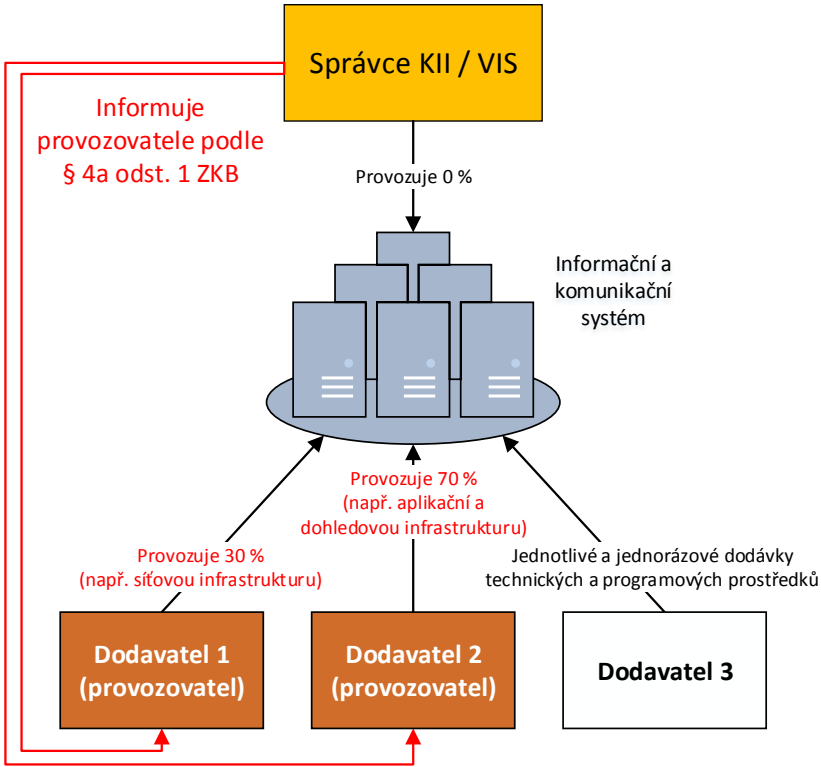 Správce KII / VIS
Informuje
provozovatele podle
§ 4a odst. 1 ZKB
Provozuje 0 %
Informační a
komunikační
systém
Provozuje 70 %
(např. aplikační a
dohledovou infrastrukturu)
Provozuje 30 %
(např. síťovou infrastrukturu)
Jednotlivé a jednorázové dodávky
technických a programových prostředků
Dodavatel 1
(provozovatel)
Dodavatel 2
(provozovatel)
Dodavatel 3